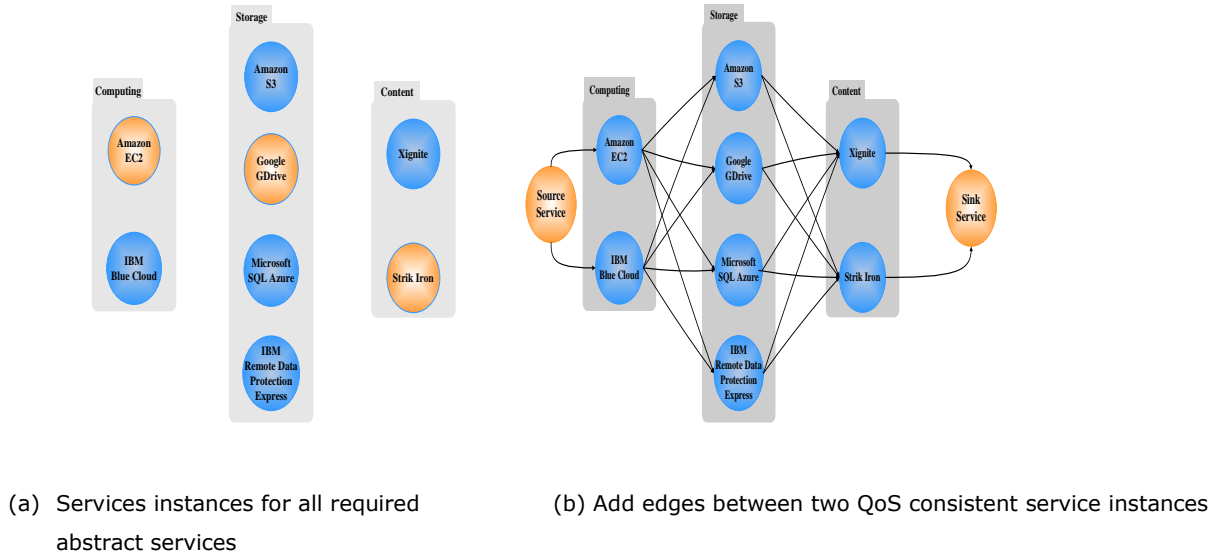 Storage
Amazon
S3
Computing
Content
Amazon
EC2
Xignite
Google
GDrive
IBM
Blue Cloud
Microsoft
SQL Azure
Strik Iron
IBM
Remote Data
Protection
Express
(a) Services instances for all required
abstract services
Storage
Amazon
S3
Computing
Content
Amazon
EC2
Google
GDrive
Xignite
Source
Service
Sink
Service
IBM
Blue Cloud
Microsoft
SQL Azure
Strik Iron
IBM
Remote Data
Protection
Express
(b) Add edges between two QoS consistent service instances